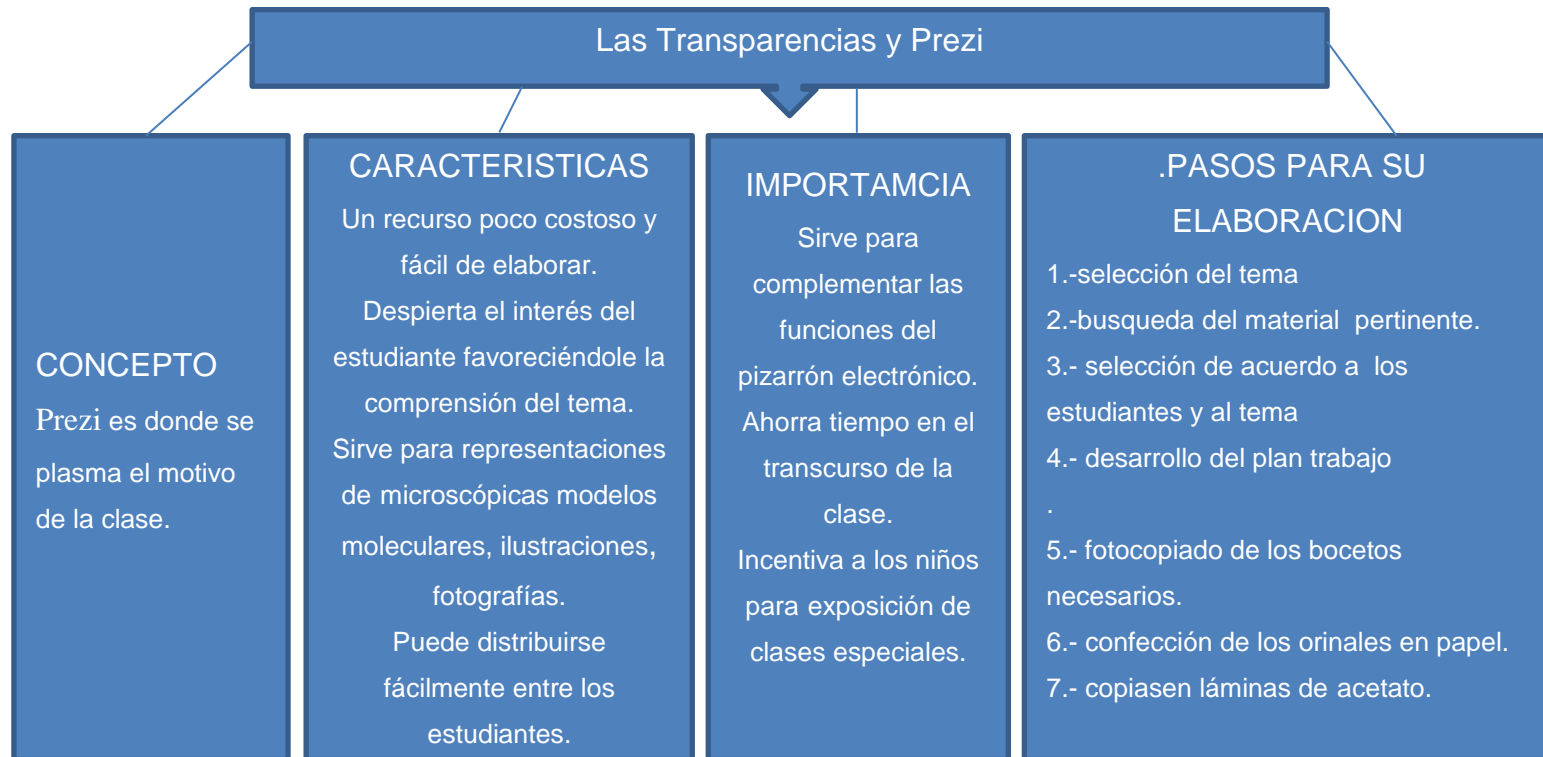 Las Transparencias y Prezi
CONCEPTO
Prezi es donde se
plasma el motivo
de la clase.
CARACTERISTICAS
Un recurso poco costoso y
fácil de elaborar.
Despierta el interés del
estudiante favoreciéndole la
comprensión del tema.
Sirve para representaciones
de microscópicas modelos
moleculares, ilustraciones,
fotografías.
Puede distribuirse
fácilmente entre los
estudiantes.
IMPORTAMCIA
Sirve para
complementar las
funciones del
pizarrón electrónico.
Ahorra tiempo en el
transcurso de la
clase.
Incentiva a los niños
para exposición de
clases especiales.
.PASOS PARA SU
ELABORACION
1.-selección del tema
2.-busqueda del material  pertinente.
3.- selección de acuerdo a  los
estudiantes y al tema
4.- desarrollo del plan trabajo
.
5.- fotocopiado de los bocetos
necesarios.
6.- confección de los orinales en papel.
7.- copiasen láminas de acetato.